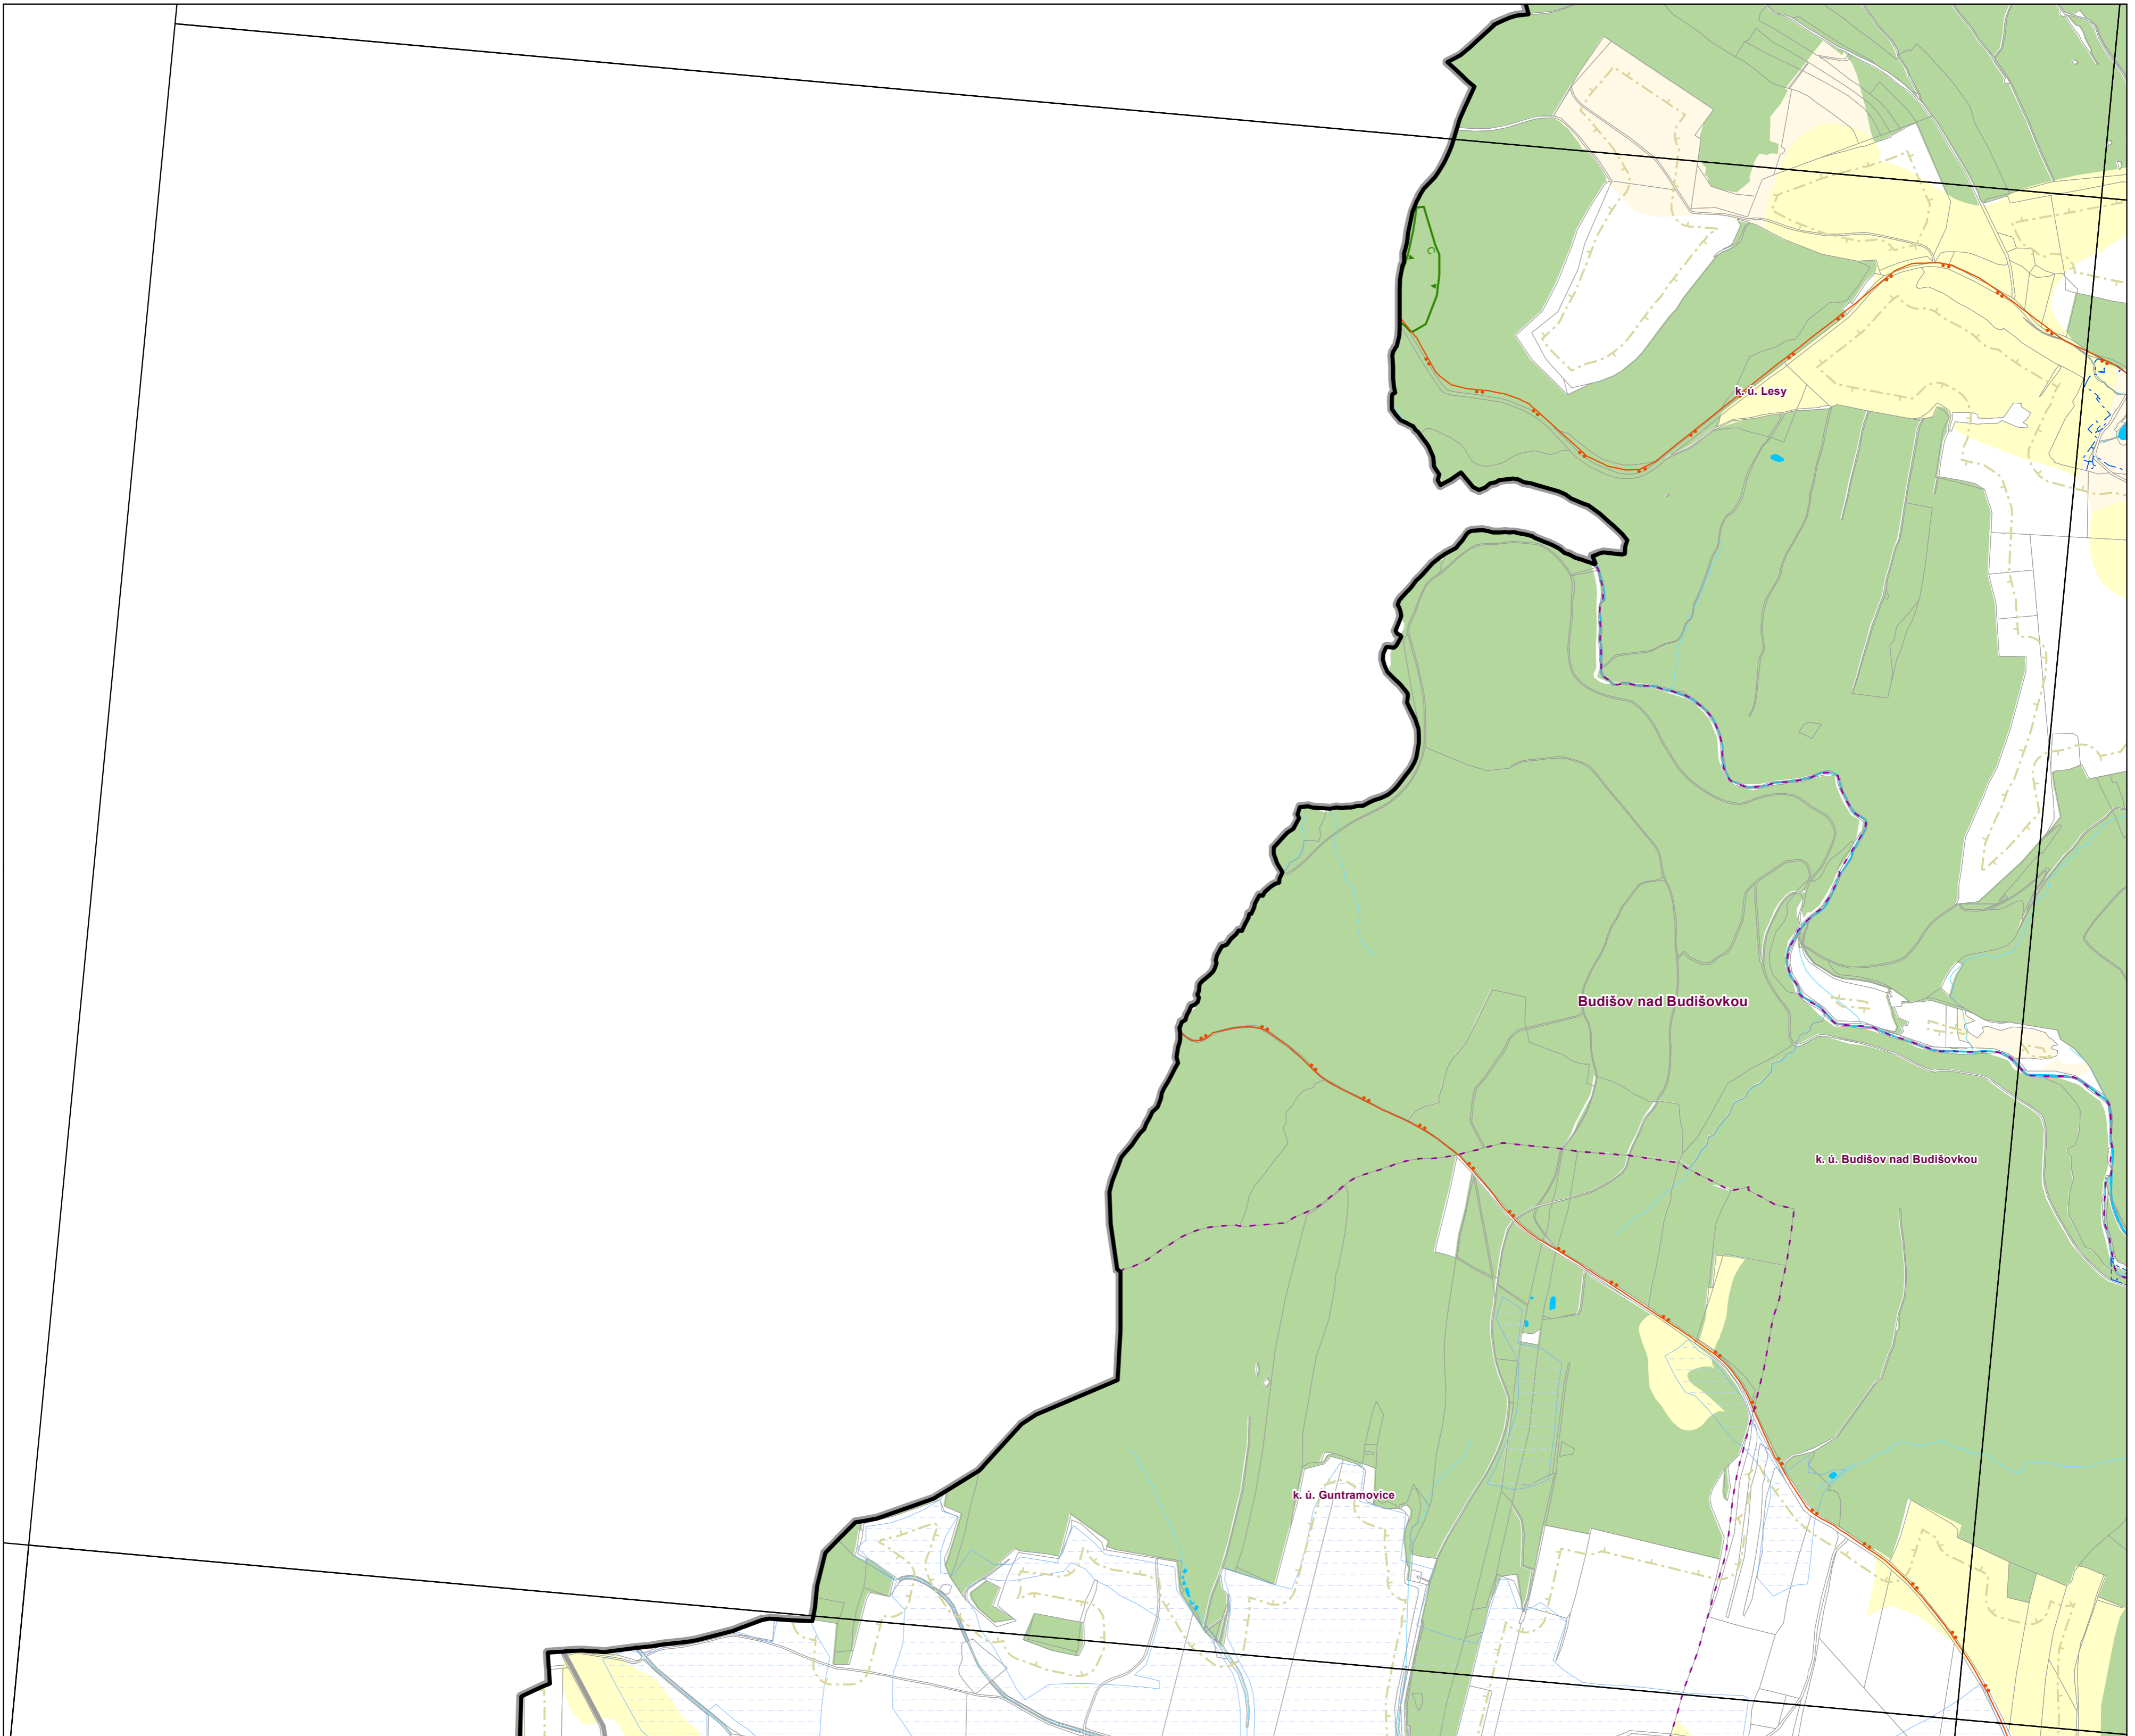 k. ú. Lesy
Budišov nad Budišovkou
k. ú. Budišov nad Budišovkou
k. ú. Guntramovice